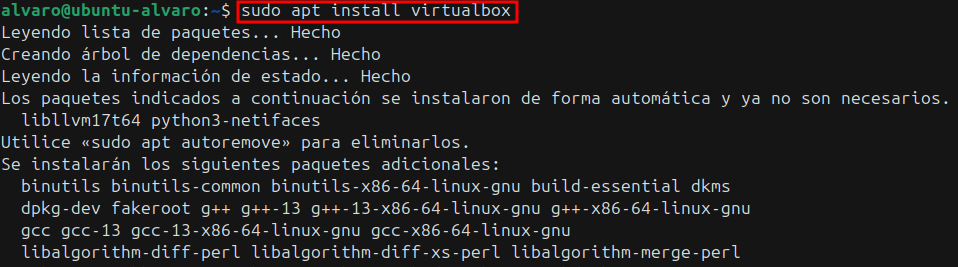 alvaro@ubuntu-alvaro:~$ sudo apt install virtualbox
Leyendo lista de paquetes... Hecho
Creando árbol de dependencias... Hecho
Leyendo la información de estado... Hecho
Los paquetes indicados a continuación se instalaron de forma automática y ya no son necesarios.
  libllvm17t64 python3-netifaces
Utilice «sudo apt autoremove» para eliminarlos.
Se instalarán los siguientes paquetes adicionales:
  binutils binutils-common binutils-x86-64-linux-gnu build-essential dkms
  dpkg-dev fakeroot g++ g++-13 g++-13-x86-64-linux-gnu g++-x86-64-linux-gnu
  gcc gcc-13 gcc-13-x86-64-linux-gnu gcc-x86-64-linux-gnu
  libalgorithm-diff-perl libalgorithm-diff-xs-perl libalgorithm-merge-perl